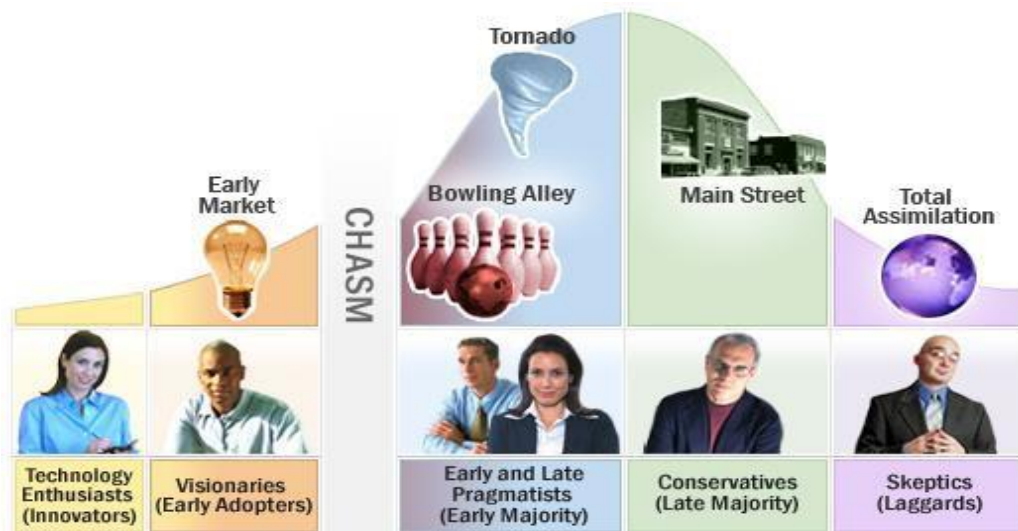 Tornado
Early
Market
Bowling Alley
Main Street
Total
Assimilation
CHASM
Technology
Enthusiasts
(Innovators)
Visionaries
(Early Adopters)
Early and Late
Pragmatists
(Early Majority)
Conservatives
(Late Majority)
Skeptics
(Laggards)